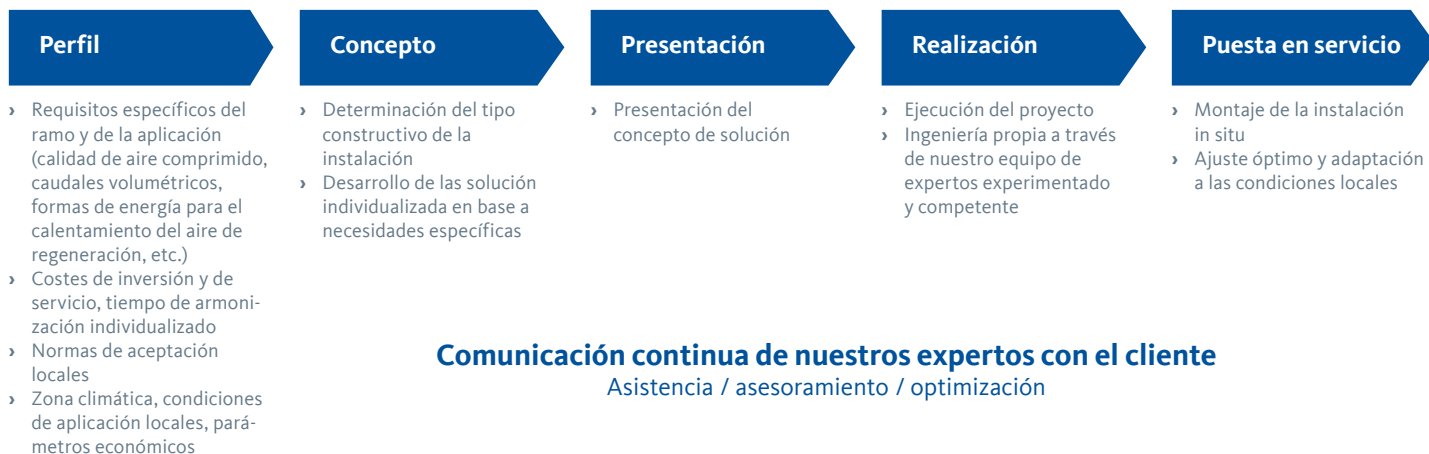 Perfil
› Requisitos específicos del
ramo y de la aplicación
(calidad de aire comprimido,
caudales volumétricos,
formas de energía para el
calentamiento del aire de
regeneración, etc.)
› Costes de inversión y de
servicio, tiempo de armoni-
zación individualizado
› Normas de aceptación
locales
› Zona climática, condiciones
de aplicación locales, pará-
metros económicos
Concepto
› Determinación del tipo
constructivo de la
instalación
› Desarrollo de las solución
individualizada en base a
necesidades específicas
Presentación
› Presentación del
concepto de solución
Realización
› Ejecución del proyecto
› Ingeniería propia a través
de nuestro equipo de
expertos experimentado
y competente
Puesta en servicio
› Montaje de la instalación
in situ
› Ajuste óptimo y adaptación
a las condiciones locales
Comunicación continua de nuestros expertos con el cliente
Asistencia / asesoramiento / optimización